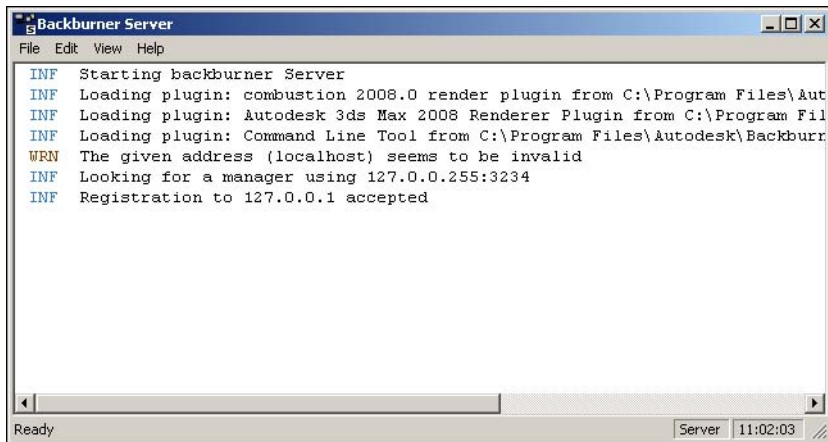 Backburner Server
File Edit View Help
INF Starting backburner Server
INF Loading plugin: combustion 2008.0 render plugin from C:\Program Files\Aut
INF Loading plugin: Autodesk 3ds Max 2008 Renderer Plugin from C:\Program Fil
INF Loading plugin: Command Line Tool from C:\Program Files\Autodesk\Backburn
WRN The given address (localhost) seems to be invalid
INF Looking for a manager using 127.0.0.255:3234
INF Registration to 127.0.0.1 accepted
Ready Server 11:02:03